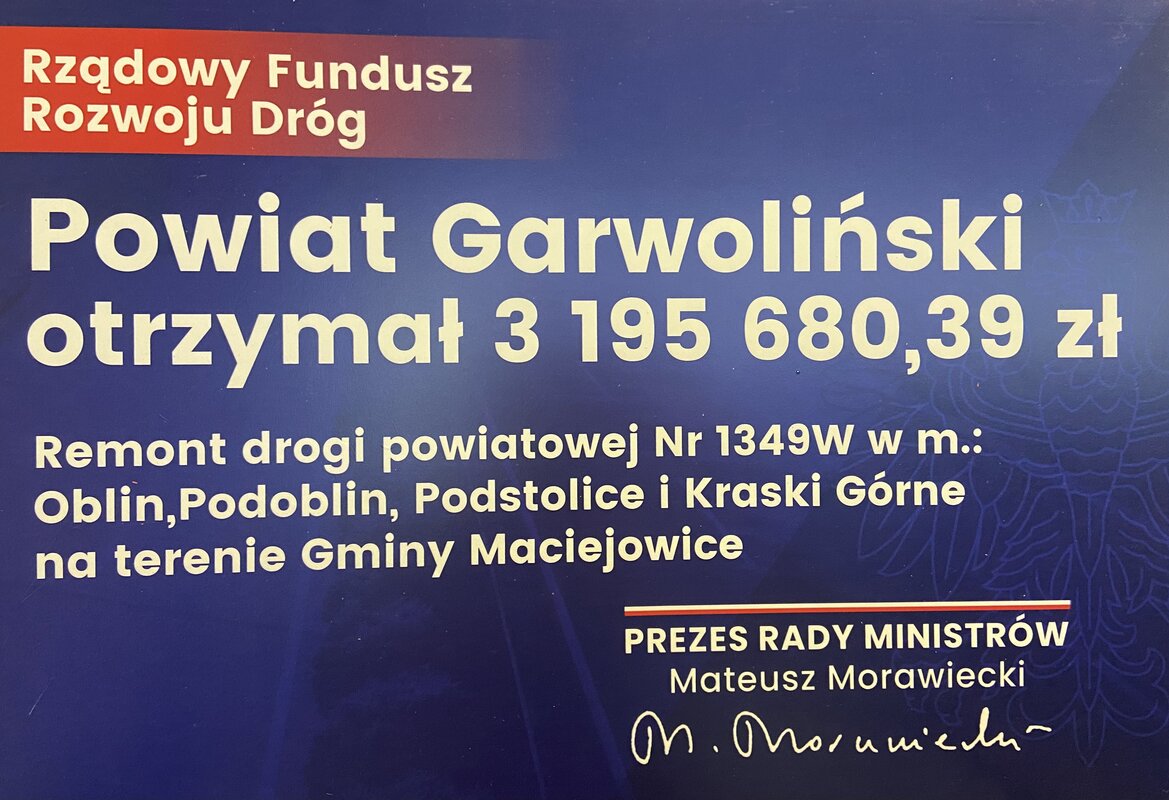 Rządowy Fundusz
Rozwoju Dróg
Powiat Garwoliński
otrzymał 3 195 680,39 zł
Remont drogi powiatowej Nr 1349W w m.:
Oblin,Podoblin, Podstolice i Kraski Górne
na terenie Gminy Maciejowice
PREZES RADY MINISTRÓW
Mateusz Morawiecki
M. Morawiecki